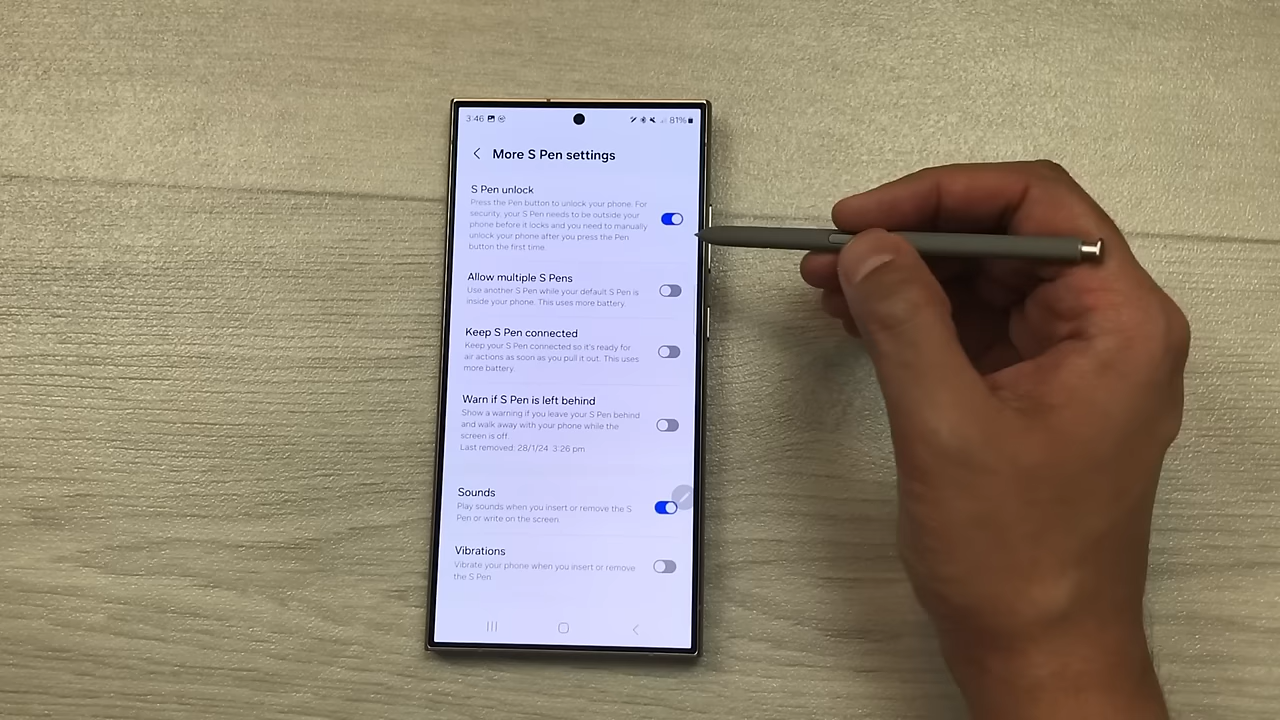 3:46
81%
More S Pen settings
S Pen unlock
Press the Pen button to unlock your phone. For
security, your S Pen needs to be outside your
phone before it locks and you need to manually
unlock your phone after you press the Pen
button the first time.
Allow multiple S Pens
Use another S Pen while your default S Pen is
inside your phone. This uses more battery.
Keep S Pen connected
Keep your S Pen connected so it's ready for
air actions as soon as you pull it out. This uses
more battery.
Warn if S Pen is left behind
Show a warning if you leave your S Pen behind
and walk away with your phone while the
screen is off.
Last removed: 28/1/24 3:26 pm
Sounds
Play sounds when you insert or remove the S
Pen or write on the screen.
Vibrations
Vibrate your phone when you insert or remove
the S Pen.